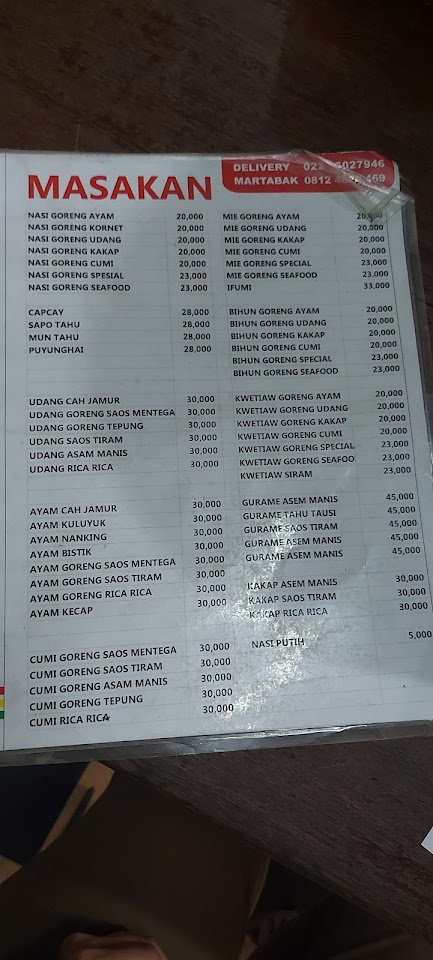 DELIVERY
MARTABAK 0812 469
MASAKAN
NASI GORENG AYAM 20,000
NASI GORENG KORNET 20,000
NASI GORENG UDANG 20,000
NASI GORENG KAKAP 20,000
NASI GORENG CUMI 20,000
NASI GORENG SPESIAL 23,000
NASI GORENG SEAFOOD 23,000
CAPCAY 28,000
SAPO TAHU 28,000
MUN TAHU 28,000
PUYUNGHAI 28,000
UDANG CAH JAMUR 30,000
UDANG GORENG SAOS MENTEGA 30,000
UDANG GORENG TEPUNG 30,000
UDANG SAOS TIRAM 30,000
UDANG ASAM MANIS 30,000
UDANG RICA RICA 30,000
AYAM CAH JAMUR 30,000
AYAM KULUYUK 30,000
AYAM NANKING 30,000
AYAM BISTIK 30,000
AYAM GORENG SAOS MENTEGA 30,000
AYAM GORENG SAOS TIRAM 30,000
AYAM GORENG RICA RICA 30,000
AYAM KECAP 30,000
CUMI GORENG SAOS MENTEGA 30,000
CUMI GORENG SAOS TIRAM 30,000
CUMI GORENG ASAM MANIS 30,000
CUMI GORENG TEPUNG 30,000
CUMI RICA RICA 30,000
MIE GORENG AYAM 20,000
MIE GORENG UDANG 20,000
MIE GORENG KAKAP 20,000
MIE GORENG CUMI 20,000
MIE GORENG SPECIAL 23,000
MIE GORENG SEAFOOD 23,000
IFUMI 33,000
BIHUN GORENG AYAM 20,000
BIHUN GORENG UDANG 20,000
BIHUN GORENG KAKAP 20,000
BIHUN GORENG CUMI 20,000
BIHUN GORENG SPECIAL 23,000
BIHUN GORENG SEAFOOD 23,000
KWETIAW GORENG AYAM 20,000
KWETIAW GORENG UDANG 20,000
KWETIAW GORENG KAKAP 20,000
KWETIAW GORENG CUMI 20,000
KWETIAW GORENG SPECIAL 23,000
KWETIAW GORENG SEAFOO 23,000
KWETIAW SIRAM 23,000
GURAME ASEM MANIS 45,000
GURAME TAHU TAUSI 45,000
GURAME SAOS TIRAM 45,000
GURAME ASEM MANIS 45,000
GURAME ASEM MANIS 45,000
KAKAP ASEM MANIS 30,000
KAKAP SAOS TIRAM 30,000
KAKAP RICA RICA 30,000
NASI PUTIH 5,000